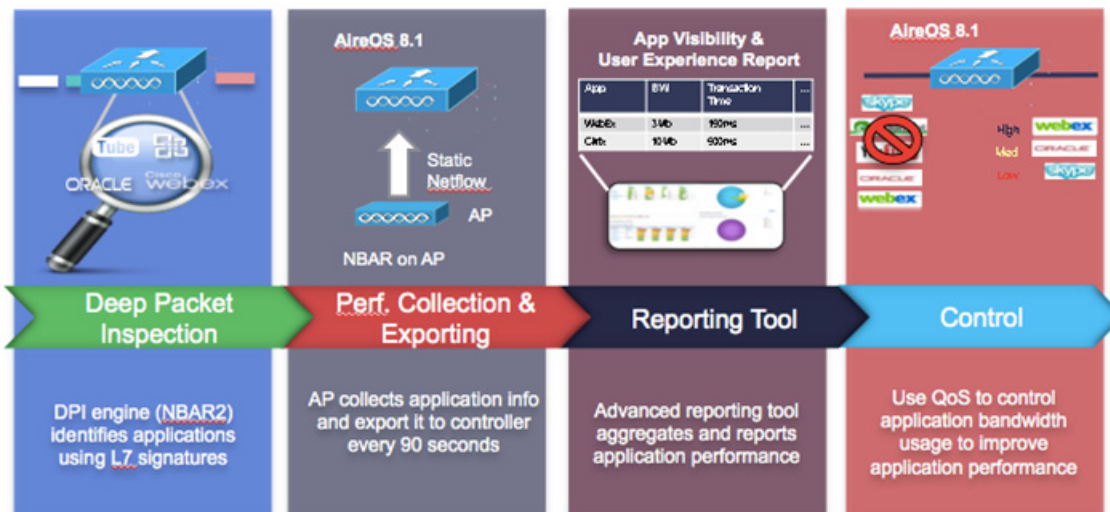 Tube
ORACLE
Cisco
webex
Deep Packet
Inspection
DPI engine (NBAR2)
identifies applications
using L7 signatures
AireOS 8.1
Static
Netflow
AP
NBAR on AP
Perf. Collection &
Exporting
AP collects application info
and export it to controller
every 90 seconds
App Visibility &
User Experience Report
App BW Transaction Time ...
WebEx 3 Mb 150ms ...
Citrix 10 Mb 500ms ...
Reporting Tool
Advanced reporting tool
aggregates and reports
application performance
AireOS 8.1
skype
ORACLE
webex
High webex
Med ORACLE
Low skype
Control
Use QoS to control
application bandwidth
usage to improve
application performance